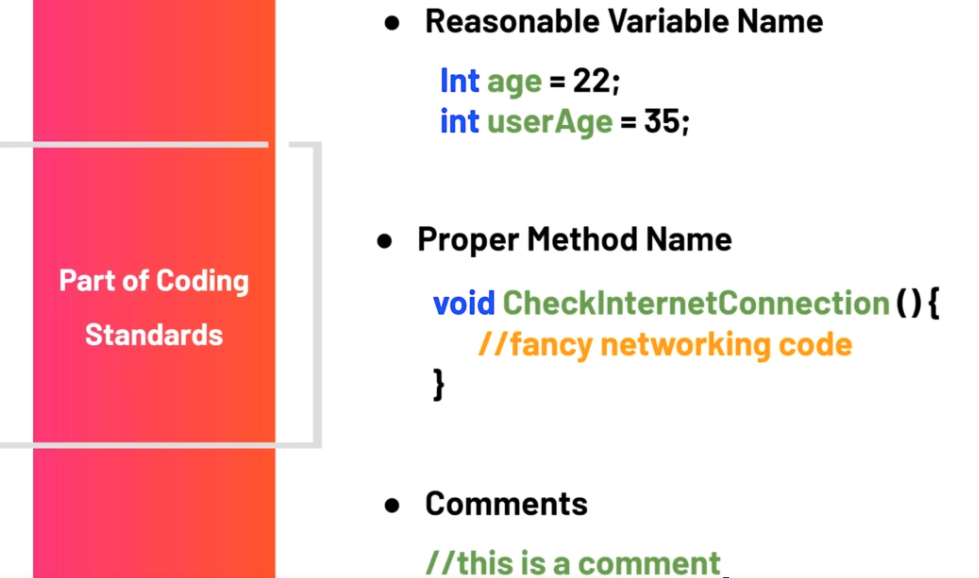 Part of Coding
Standards
● Reasonable Variable Name
Int age = 22;
int userAge = 35;
● Proper Method Name
void CheckInternetConnection () {
//fancy networking code
}
● Comments
//this is a comment